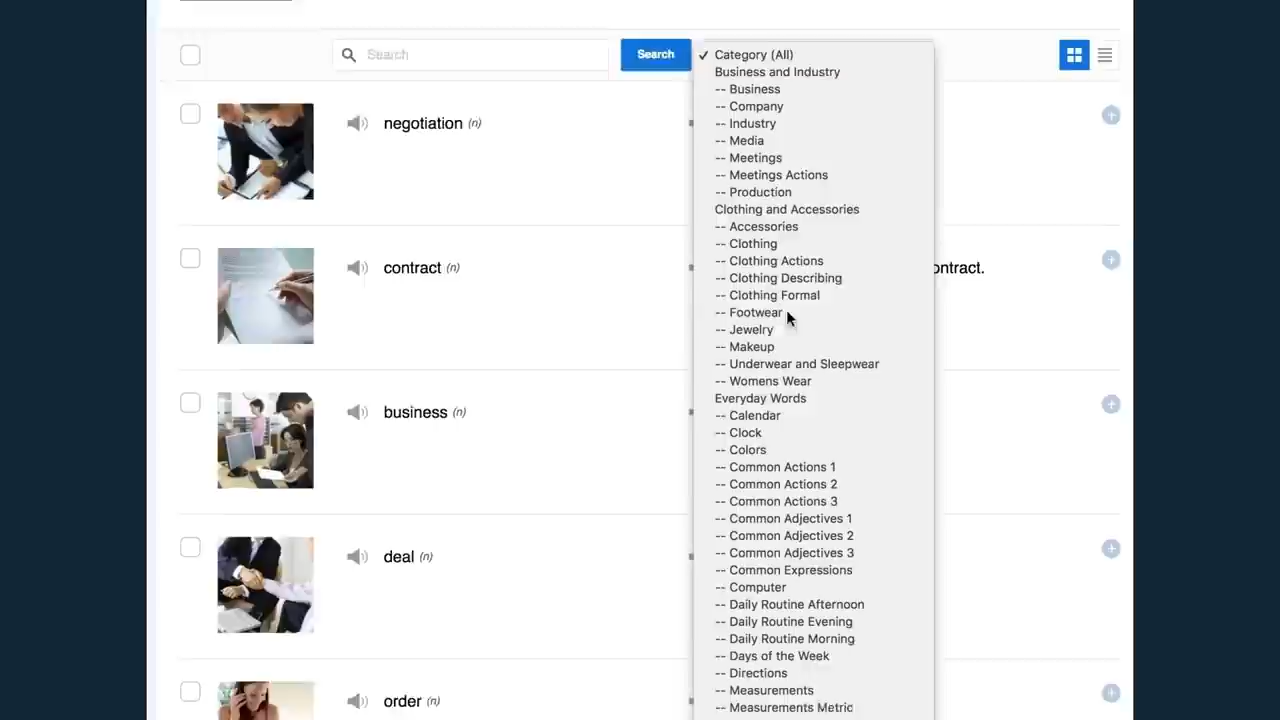 Search
Search
✓ Category (All)
Business and Industry
-- Business
-- Company
-- Industry
-- Media
-- Meetings
-- Meetings Actions
-- Production
Clothing and Accessories
-- Accessories
-- Clothing
-- Clothing Actions
-- Clothing Describing
-- Clothing Formal
-- Footwear
-- Jewelry
-- Makeup
-- Underwear and Sleepwear
-- Womens Wear
Everyday Words
-- Calendar
-- Clock
-- Colors
-- Common Actions 1
-- Common Actions 2
-- Common Actions 3
-- Common Adjectives 1
-- Common Adjectives 2
-- Common Adjectives 3
-- Common Expressions
-- Computer
-- Daily Routine Afternoon
-- Daily Routine Evening
-- Daily Routine Morning
-- Days of the Week
-- Directions
-- Measurements
-- Measurements Metric
negotiation (n)
contract (n)
ontract.
business (n)
deal (n)
order (n)